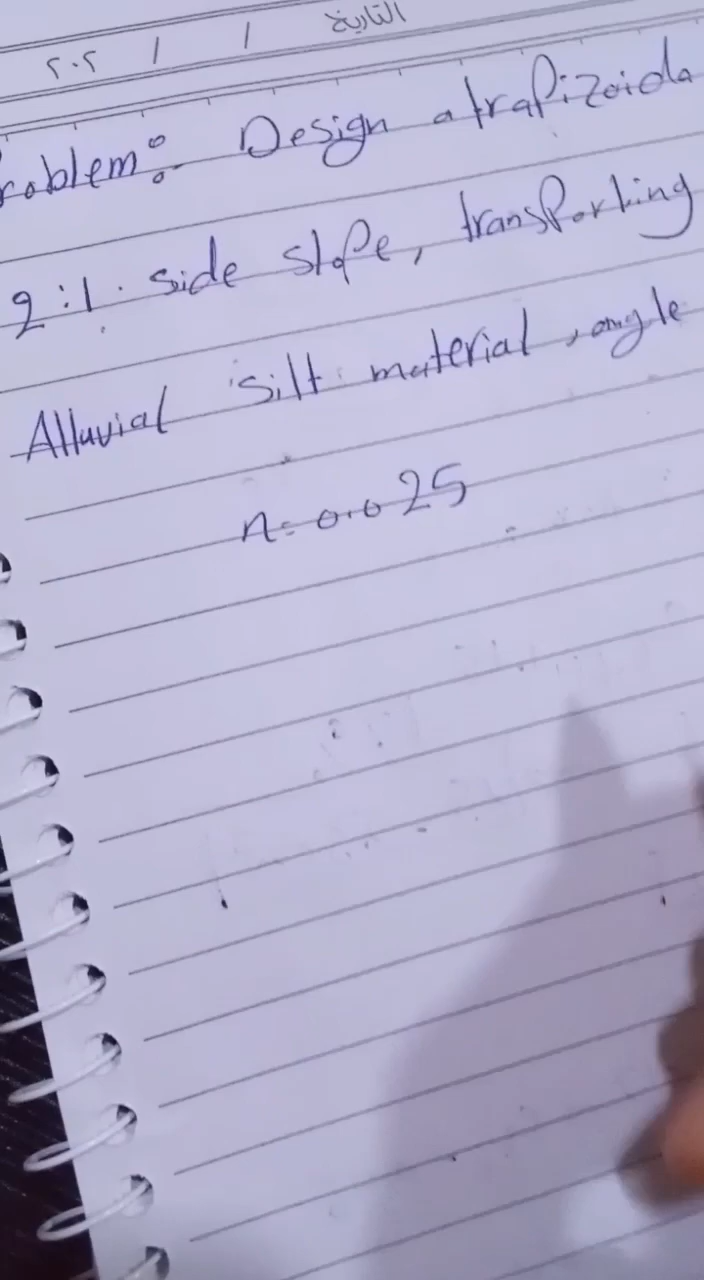 التاريخ / / ٢٠٢
roblem: Design a trapizoida
2:1 side slope, transporting
Alluvial silt material, angle
n=0.025